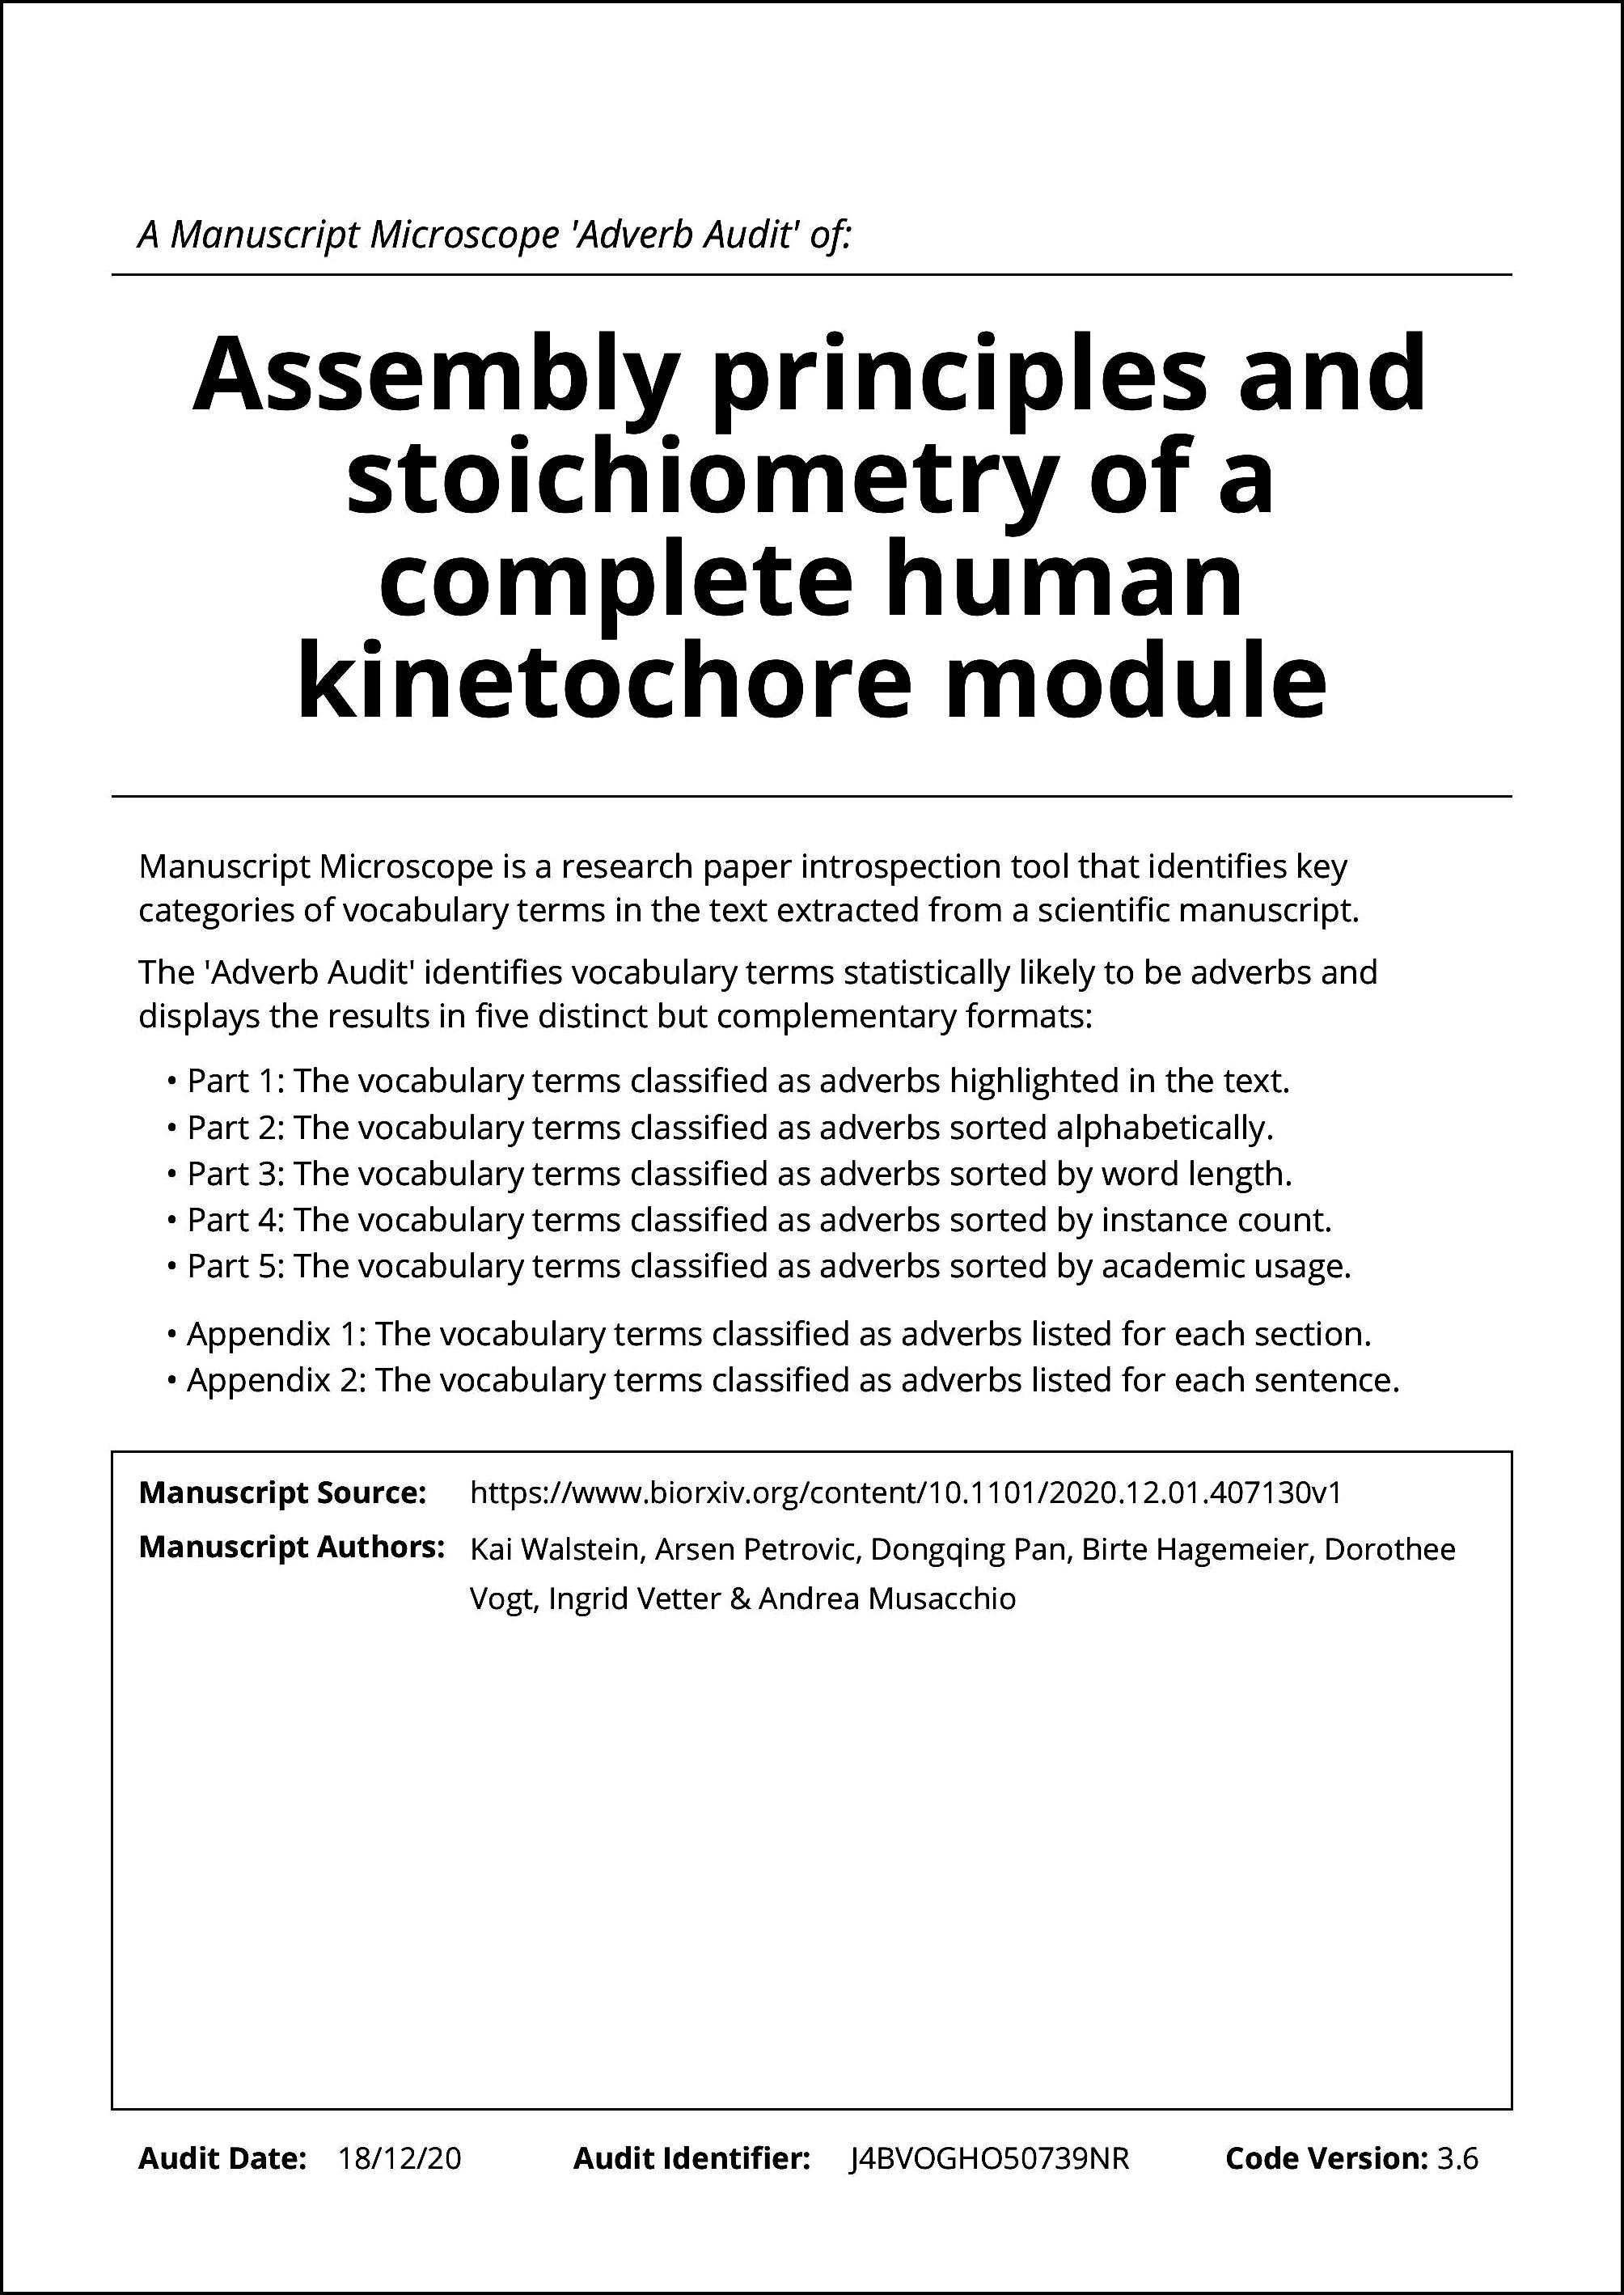 A Manuscript Microscope 'Adverb Audit' of:
Assembly principles and
stoichiometry of a
complete human
kinetochore module
Manuscript Microscope is a research paper introspection tool that identifies key
categories of vocabulary terms in the text extracted from a scientific manuscript.
The 'Adverb Audit' identifies vocabulary terms statistically likely to be adverbs and
displays the results in five distinct but complementary formats:
• Part 1: The vocabulary terms classified as adverbs highlighted in the text.
• Part 2: The vocabulary terms classified as adverbs sorted alphabetically.
• Part 3: The vocabulary terms classified as adverbs sorted by word length.
• Part 4: The vocabulary terms classified as adverbs sorted by instance count.
• Part 5: The vocabulary terms classified as adverbs sorted by academic usage.
• Appendix 1: The vocabulary terms classified as adverbs listed for each section.
• Appendix 2: The vocabulary terms classified as adverbs listed for each sentence.
Manuscript Source: https://www.biorxiv.org/content/10.1101/2020.12.01.407130v1
Manuscript Authors: Kai Walstein, Arsen Petrovic, Dongqing Pan, Birte Hagemeier, Dorothee
Vogt, Ingrid Vetter & Andrea Musacchio
Audit Date: 18/12/20 Audit Identifier: J4BVOGHO50739NR Code Version: 3.6